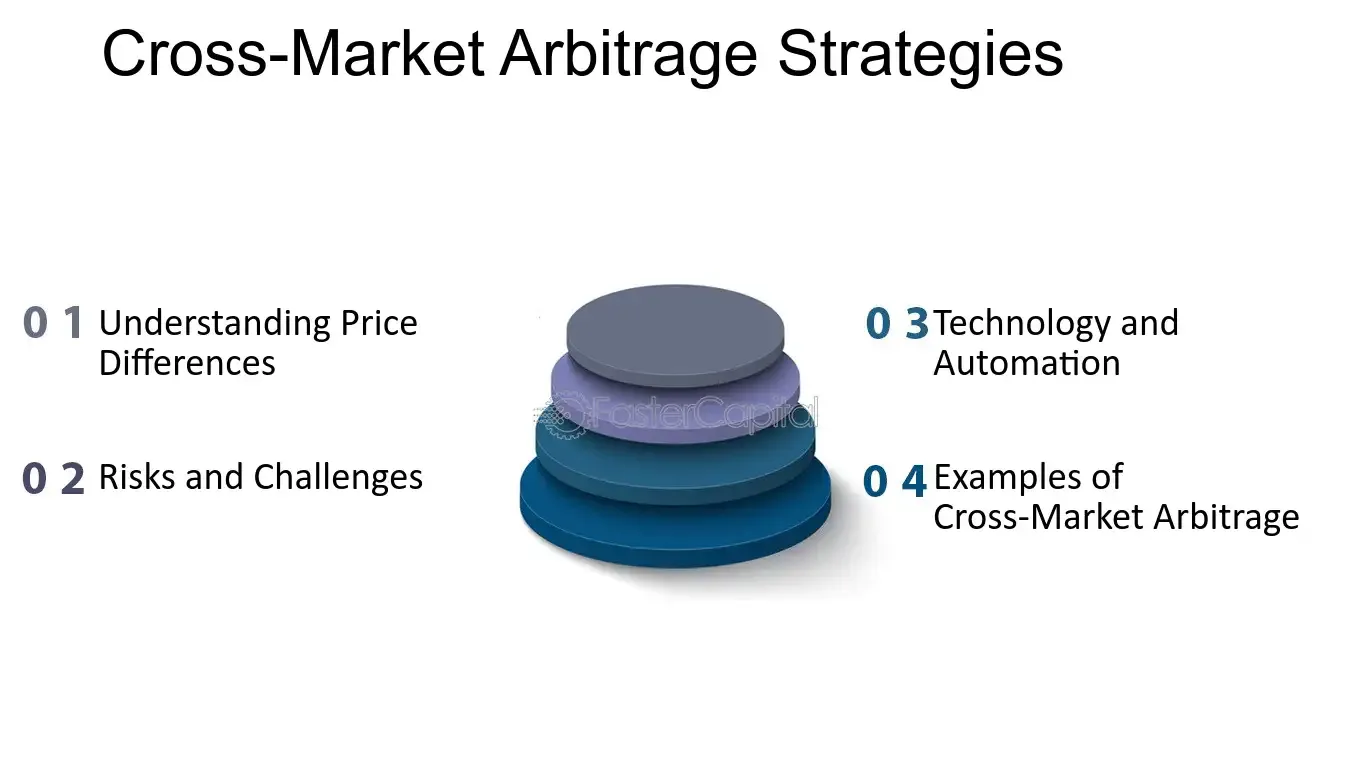 Cross-Market Arbitrage Strategies
0 1 Understanding Price
Differences
0 2 Risks and Challenges
0 3 Technology and
Automation
0 4 Examples of
Cross-Market Arbitrage
FasterCapital